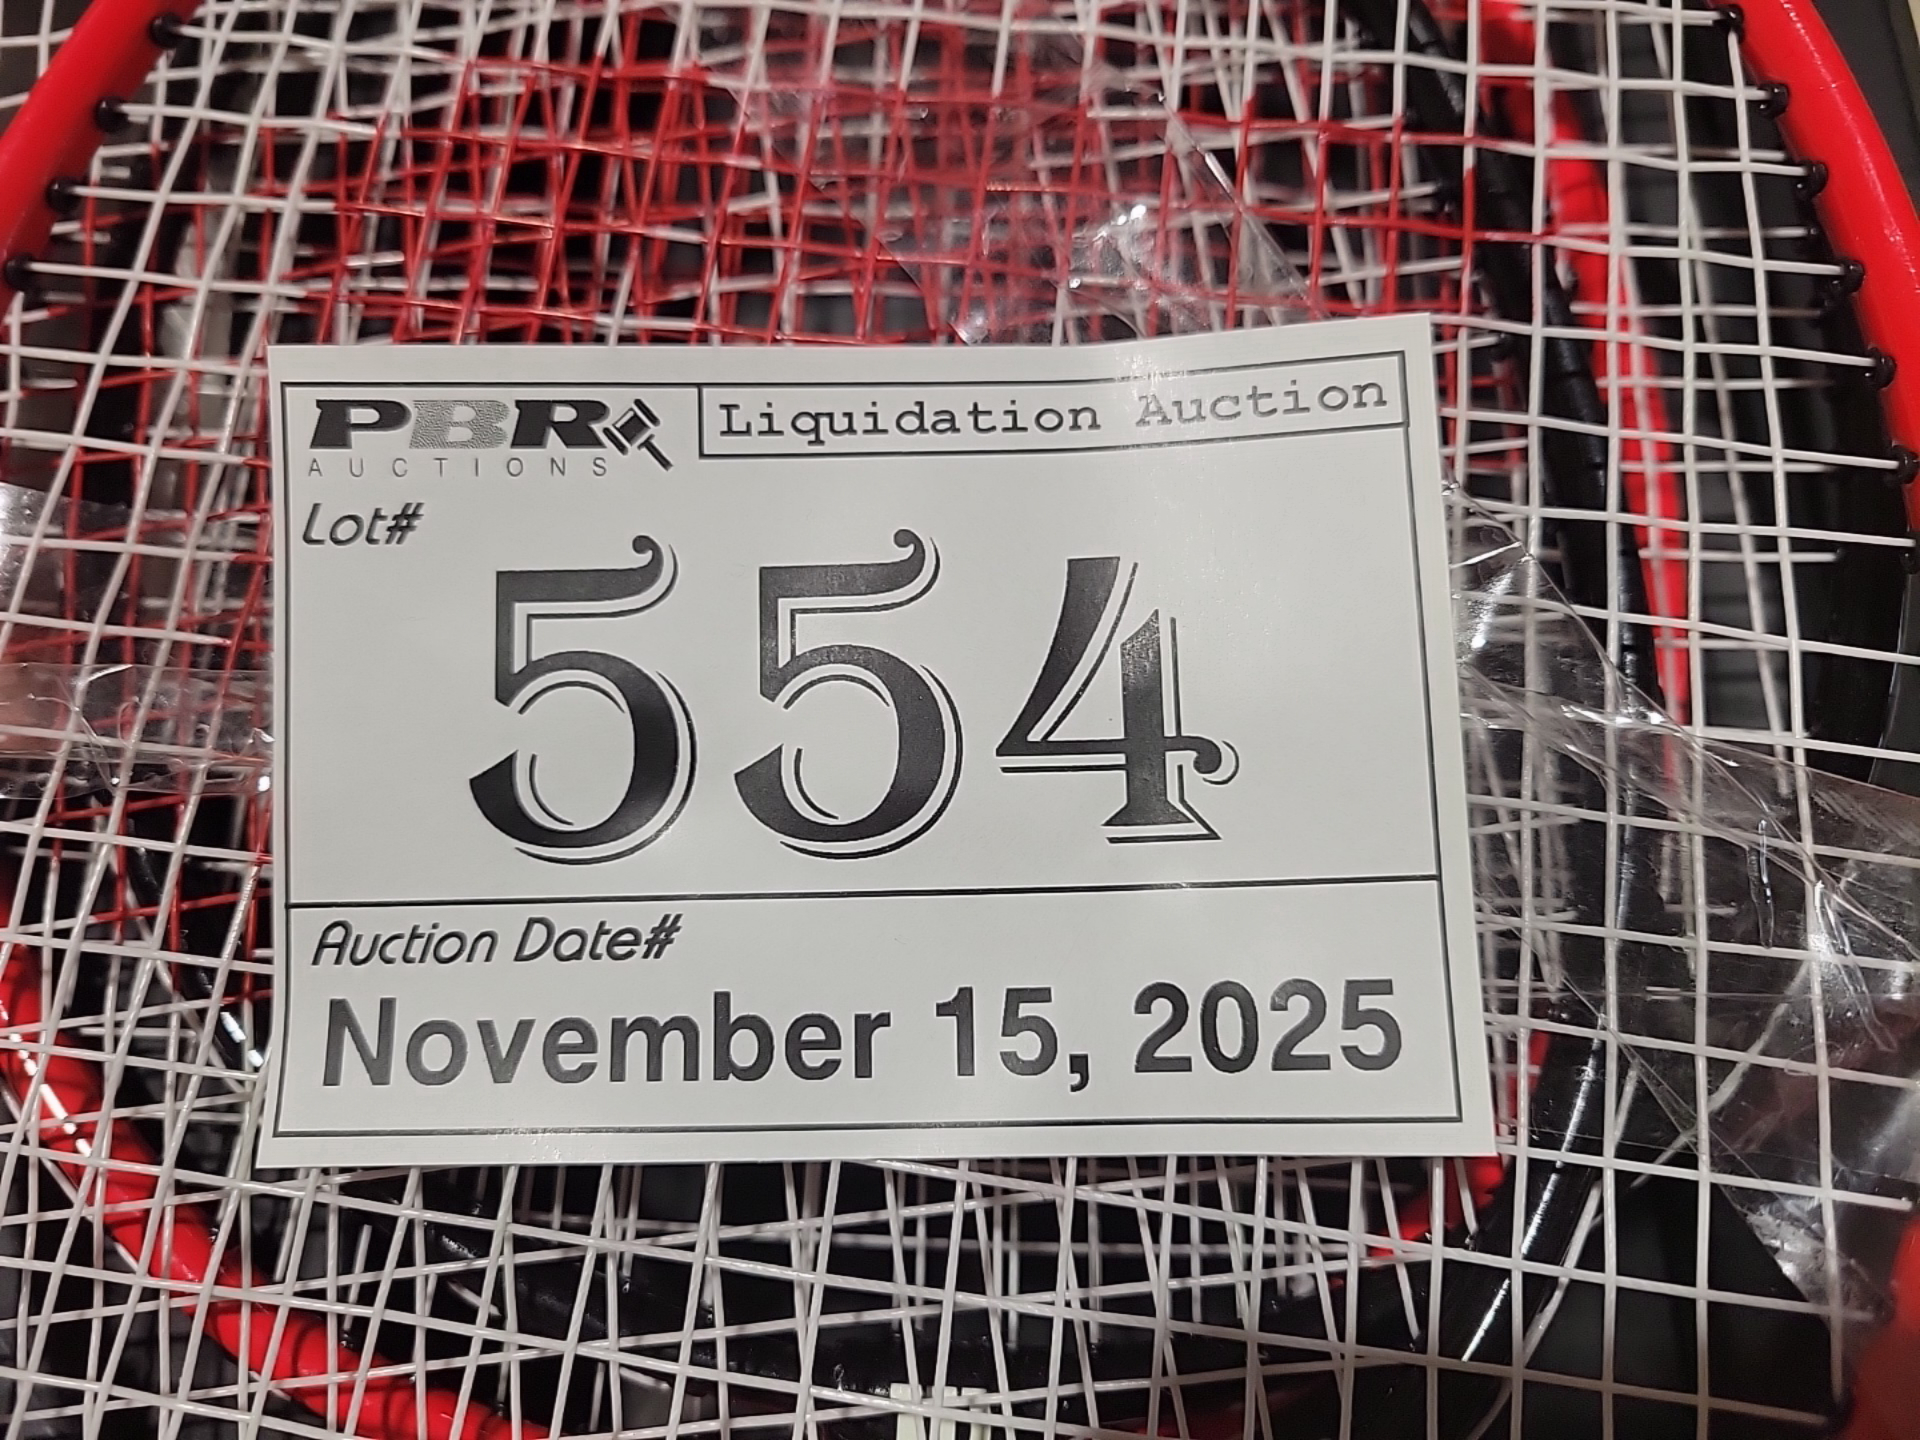 PBR Liquidation Auction
AUCTIONS
Lot#
554
Auction Date#
November 15, 2025